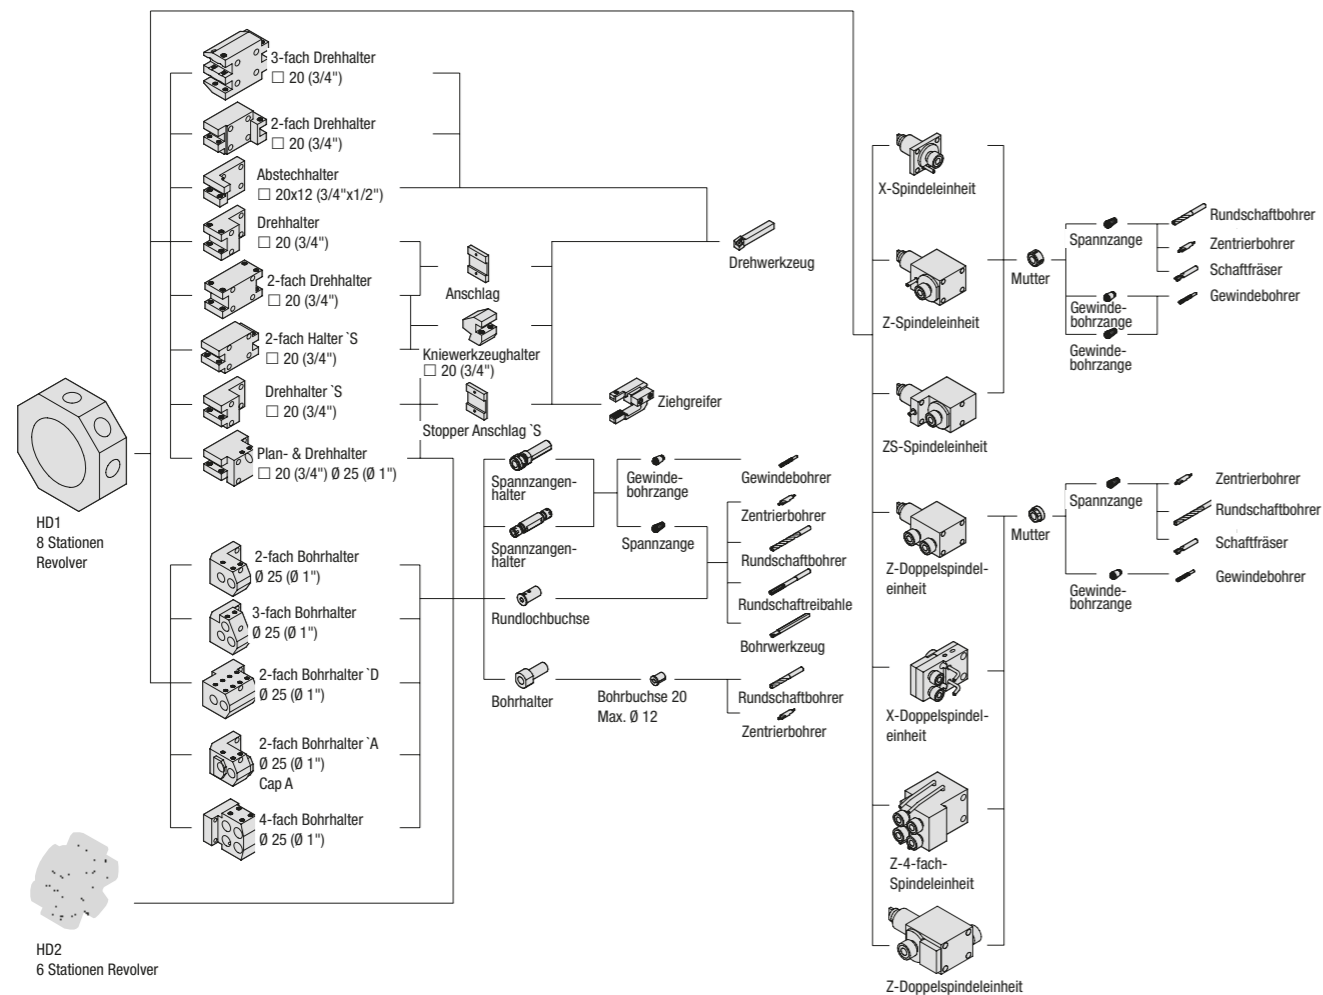 3-fach Drehhalter
□ 20 (3/4")
2-fach Drehhalter
□ 20 (3/4")
Abstechhalter
□ 20x12 (3/4"x1/2")
Drehhalter
□ 20 (3/4")
2-fach Drehhalter
□ 20 (3/4")
2-fach Halter `S
□ 20 (3/4")
Drehhalter `S
□ 20 (3/4")
Plan- & Drehhalter
□ 20 (3/4") Ø 25 (Ø 1")
HD1
8 Stationen
Revolver
2-fach Bohrhalter
Ø 25 (Ø 1")
3-fach Bohrhalter
Ø 25 (Ø 1")
2-fach Bohrhalter `D
Ø 25 (Ø 1")
2-fach Bohrhalter `A
Ø 25 (Ø 1")
Cap A
4-fach Bohrhalter
Ø 25 (Ø 1")
HD2
6 Stationen Revolver
Anschlag
Kniewerkzeughalter
□ 20 (3/4")
Stopper Anschlag `S
Drehwerkzeug
Ziehgreifer
Spannzangen-
halter
Spannzangen-
halter
Rundlochbuchse
Bohrhalter
Gewinde-
bohrzange
Spannzange
Bohrbuchse 20
Max. Ø 12
Gewindebohrer
Zentrierbohrer
Rundschaftbohrer
Rundschaftreibahle
Bohrwerkzeug
Rundschaftbohrer
Zentrierbohrer
X-Spindeleinheit
Z-Spindeleinheit
ZS-Spindeleinheit
Z-Doppelspindel-
einheit
X-Doppelspindel-
einheit
Z-4-fach-
Spindeleinheit
Z-Doppelspindeleinheit
Mutter
Spannzange
Gewinde-
bohrzange
Gewinde-
bohrzange
Rundschaftbohrer
Zentrierbohrer
Schaftfräser
Gewindebohrer
Mutter
Spannzange
Gewinde-
bohrzange
Zentrierbohrer
Rundschaftbohrer
Schaftfräser
Gewindebohrer